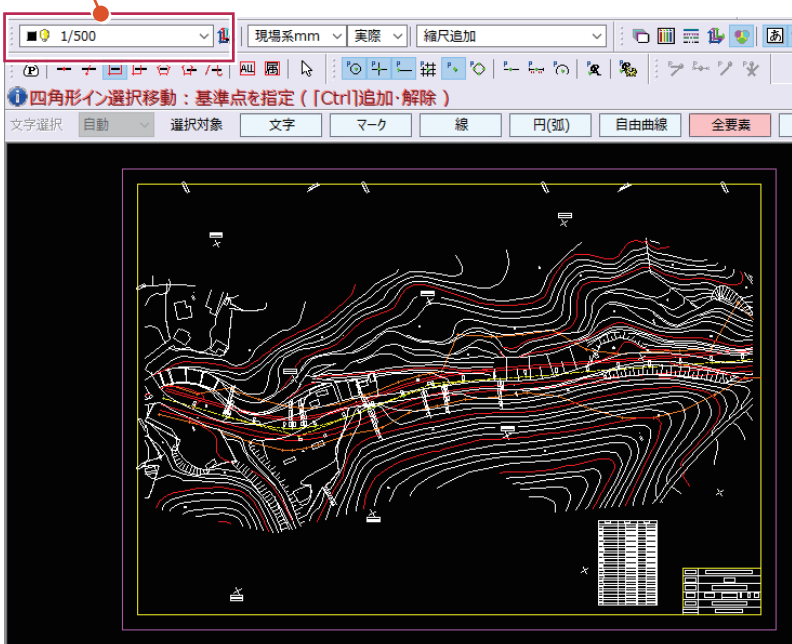 1/500 現場系mm 実際 縮尺追加 あ
P ALL 属
四角形イン選択移動：基準点を指定（ [Ctrl]追加･解除 ）
文字選択 自動 選択対象 文字 マーク 線 円(弧) 自由曲線 全要素